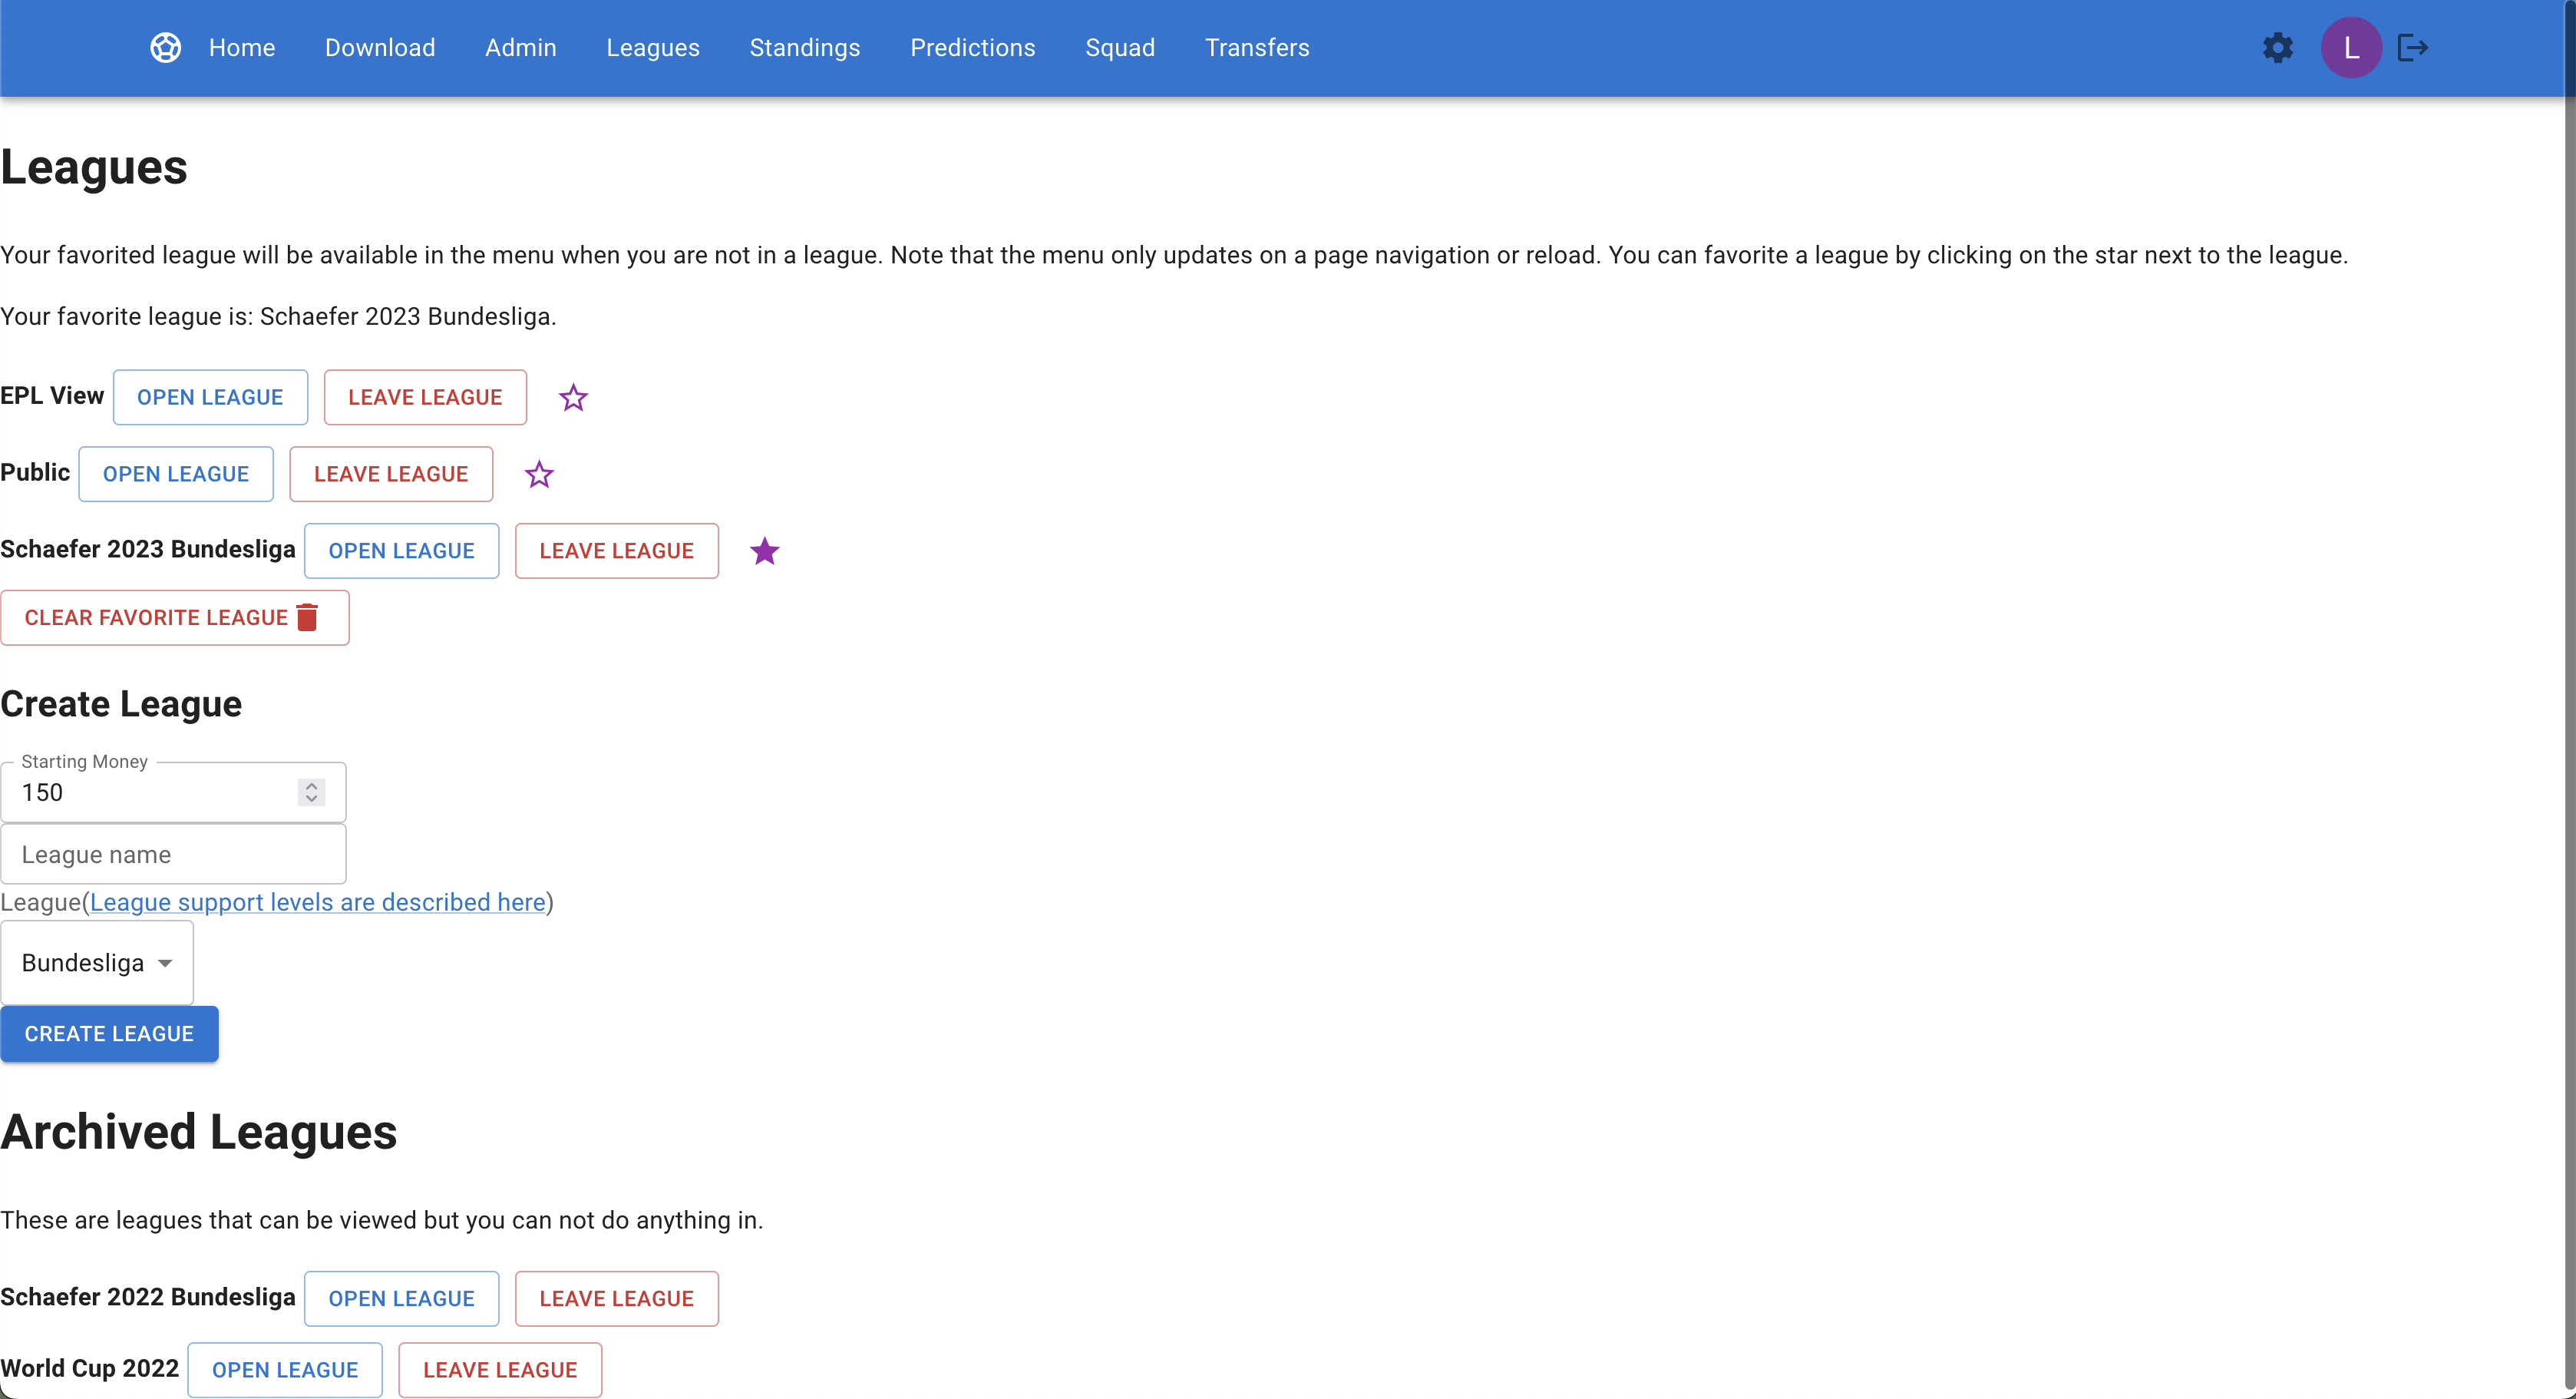 Home Download Admin Leagues Standings Predictions Squad Transfers L
Leagues
Your favorited league will be available in the menu when you are not in a league. Note that the menu only updates on a page navigation or reload. You can favorite a league by clicking on the star next to the league.
Your favorite league is: Schaefer 2023 Bundesliga.
EPL View OPEN LEAGUE LEAVE LEAGUE
Public OPEN LEAGUE LEAVE LEAGUE
Schaefer 2023 Bundesliga OPEN LEAGUE LEAVE LEAGUE
CLEAR FAVORITE LEAGUE
Create League
Starting Money
150
League name
League(League support levels are described here)
Bundesliga
CREATE LEAGUE
Archived Leagues
These are leagues that can be viewed but you can not do anything in.
Schaefer 2022 Bundesliga OPEN LEAGUE LEAVE LEAGUE
World Cup 2022 OPEN LEAGUE LEAVE LEAGUE